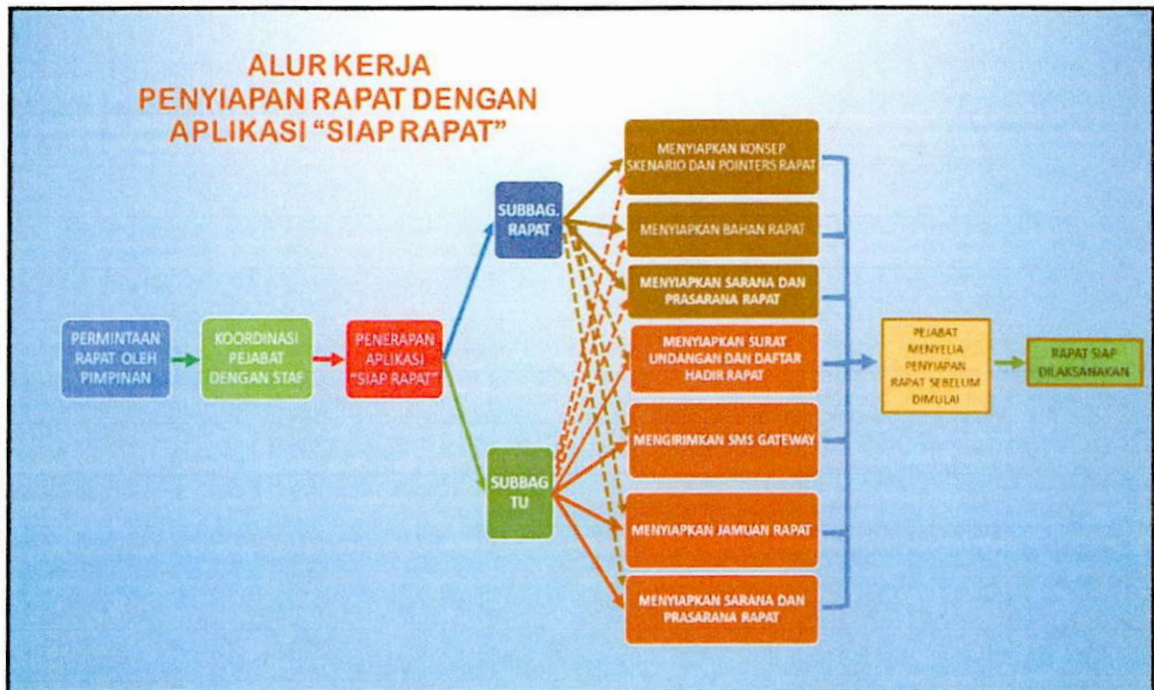 ALUR KERJA
PENYIAPAN RAPAT DENGAN
APLIKASI “SIAP RAPAT”
PERMINTAAN
RAPAT OLEH
PIMPINAN
KOORDINASI
PEJABAT
DENGAN STAF
PENERAPAN
APLIKASI
“SIAP RAPAT”
SUBBAG.
RAPAT
SUBBAG
TU
MENYIAPKAN KONSEP
SKENARIO DAN POINTERS RAPAT
MENYIAPKAN BAHAN RAPAT
MENYIAPKAN SARANA DAN
PRASARANA RAPAT
MENYIAPKAN SURAT
UNDANGAN DAN DAFTAR
HADIR RAPAT
MENGIRIMKAN SMS GATEWAY
MENYIAPKAN JAMUAN RAPAT
MENYIAPKAN SARANA DAN
PRASARANA RAPAT
PEJABAT
MENYELIA
PENYIAPAN
RAPAT SEBELUM
DIMULAI
RAPAT SIAP
DILAKSANAKAN